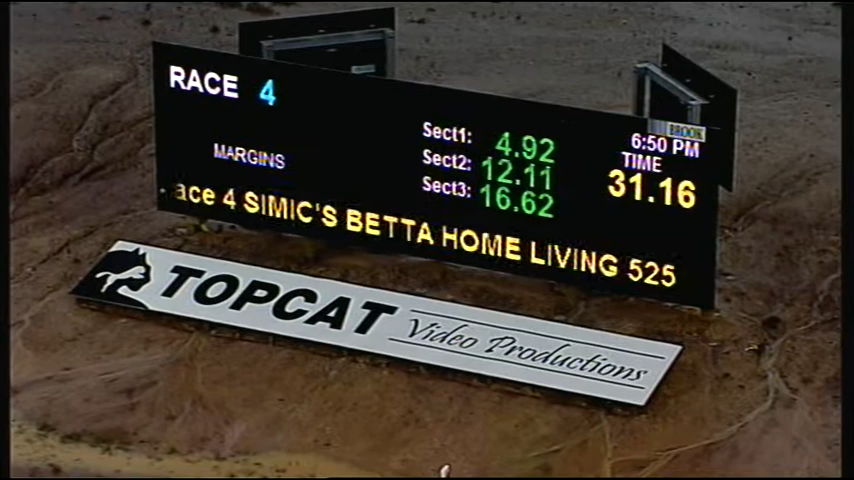 RACE 4
BROOK
6:50 PM
Sect1: 4.92
TIME
MARGINS
Sect2: 12.11
31.16
Sect3: 16.62
ace 4 SIMIC'S BETTA HOME LIVING 525
TOPCAT Video Productions